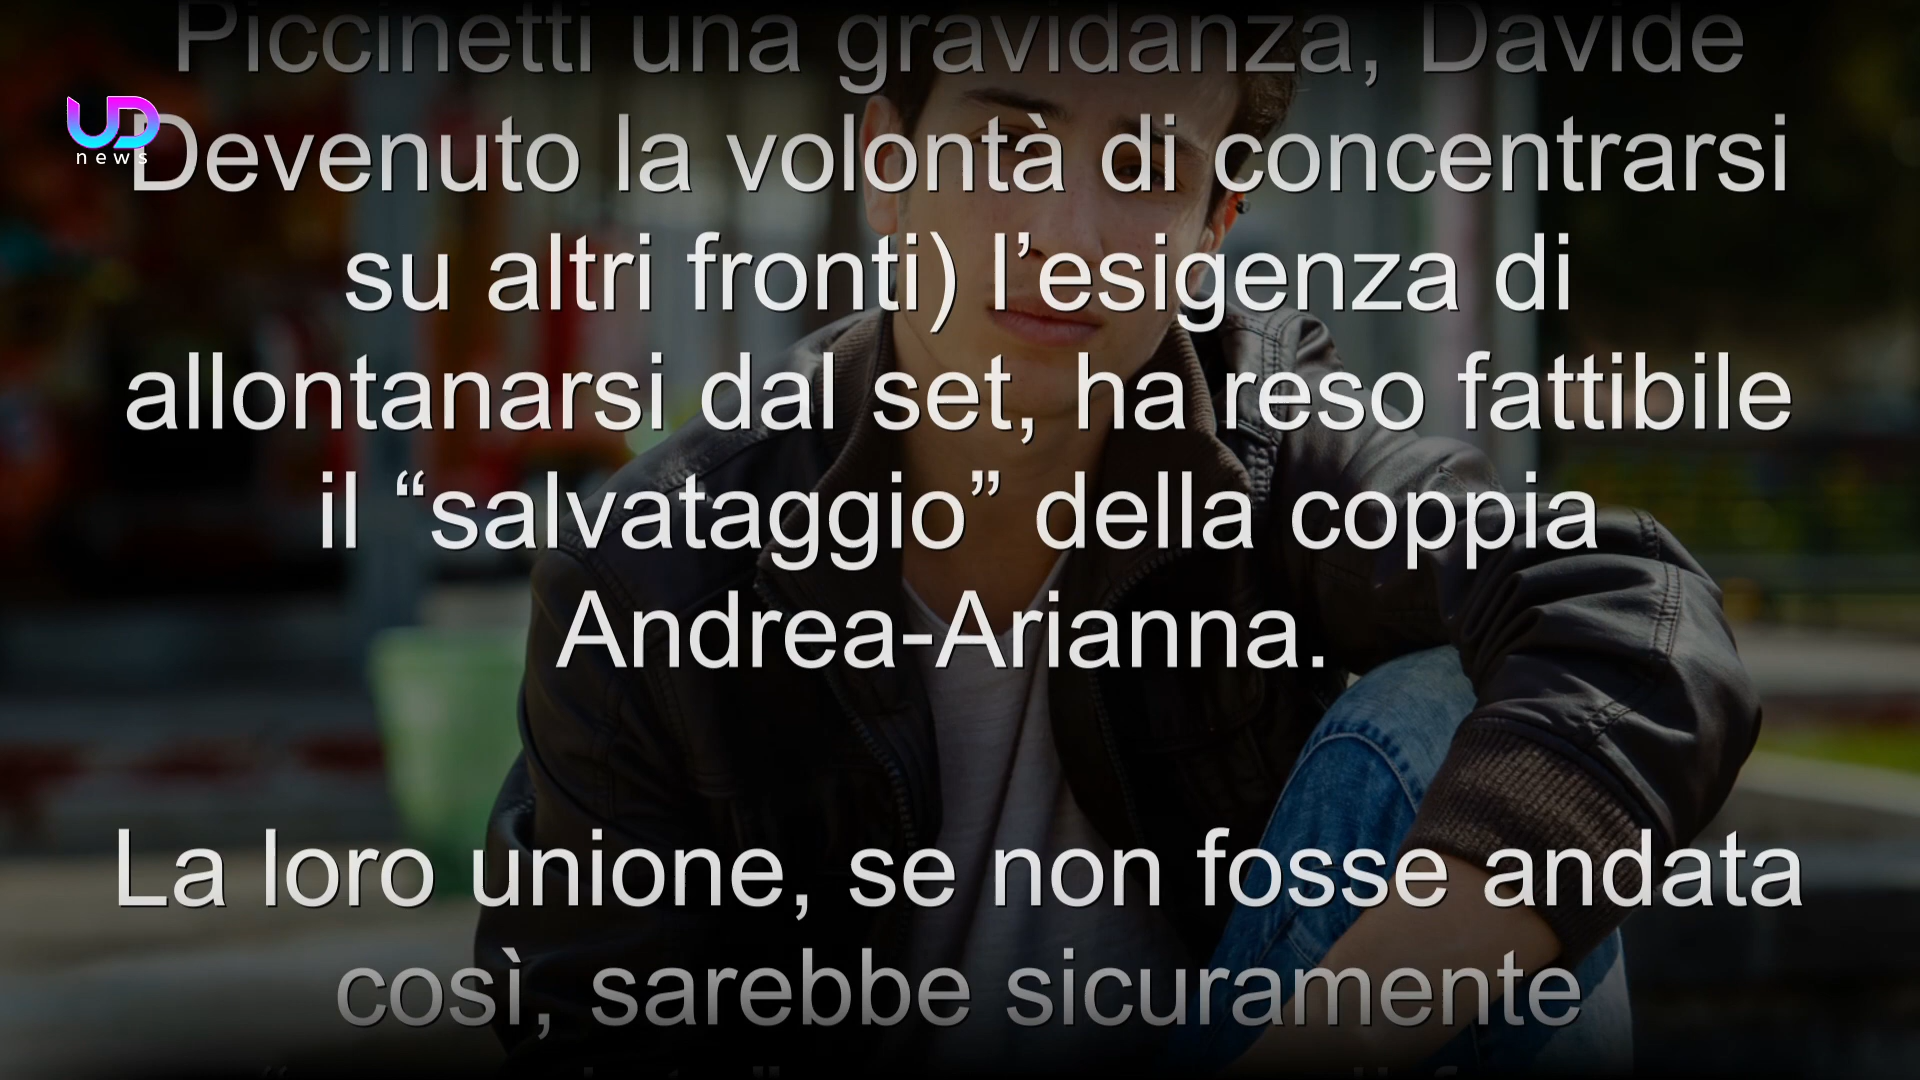 Piccinetti una gravidanza, Davide
UD
news
Devenuto la volontà di concentrarsi
su altri fronti) l’esigenza di
allontanarsi dal set, ha reso fattibile
il “salvataggio” della coppia
Andrea-Arianna.
La loro unione, se non fosse andata
così, sarebbe sicuramente